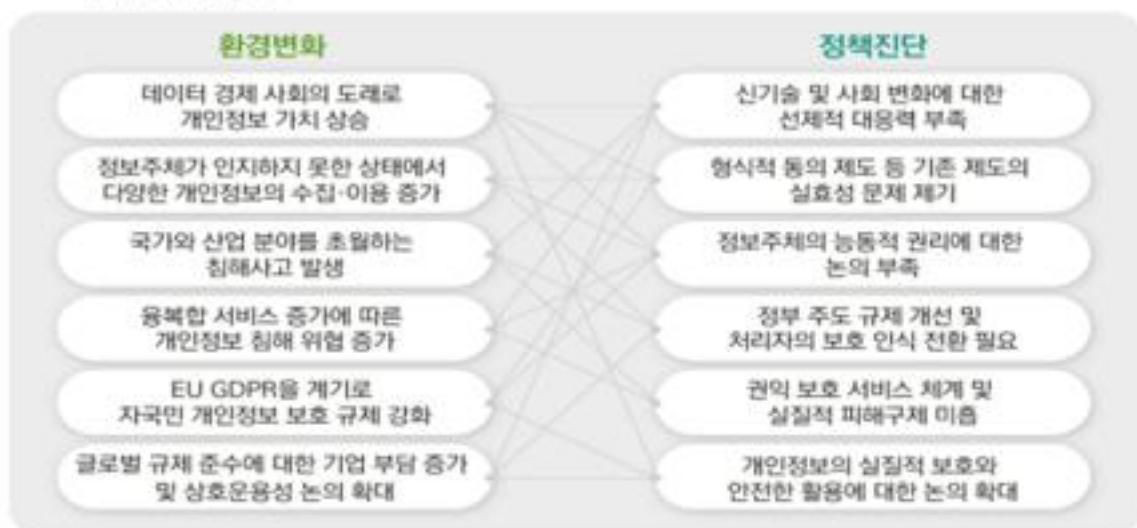 환경변화
데이터 경제 사회의 도래로
개인정보 가치 상승
정보주체가 인지하지 못한 상태에서
다양한 개인정보의 수집·이용 증가
국가와 산업 분야를 초월하는
침해사고 발생
융복합 서비스 증가에 따른
개인정보 침해 위협 증가
EU GDPR을 계기로
자국민 개인정보 보호 규제 강화
글로벌 규제 준수에 대한 기업 부담 증가
및 상호운용성 논의 확대
정책진단
신기술 및 사회 변화에 대한
선제적 대응력 부족
형식적 동의 제도 등 기존 제도의
실효성 문제 제기
정보주체의 능동적 권리에 대한
논의 부족
정부 주도 규제 개선 및
처리자의 보호 인식 전환 필요
권익 보호 서비스 체계 및
실질적 피해구제 미흡
개인정보의 실질적 보호와
안전한 활용에 대한 논의 확대